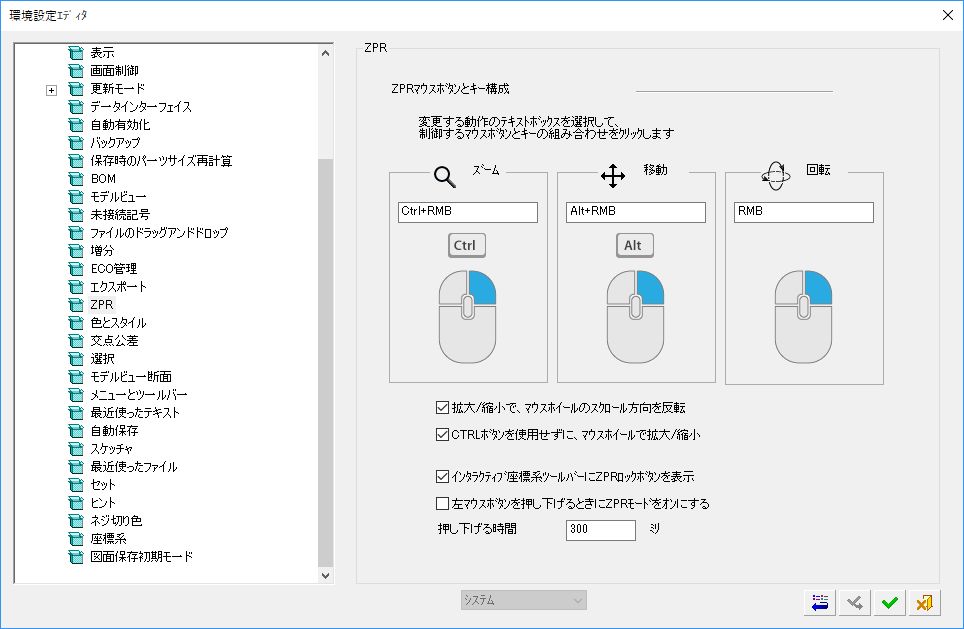 環境設定ｴﾃﾞｨﾀ
表示
画面制御
更新モード
データインターフェイス
自動有効化
バックアップ
保存時のパーツサイズ再計算
BOM
モデルビュー
未接続記号
ファイルのドラッグアンドドロップ
増分
ECO管理
エクスポート
ZPR
色とスタイル
交点公差
選択
モデルビュー断面
メニューとツールバー
最近使ったテキスト
自動保存
スケッチャ
最近使ったファイル
セット
ヒント
ネジ切り色
座標系
図面保存初期モード
ZPR
ZPRﾏｳｽﾎﾞﾀﾝとｷｰ構成
変更する動作のﾃｷｽﾄﾎﾞｯｸｽを選択して、
制御するﾏｳｽﾎﾞﾀﾝとｷｰの組み合わせをｸﾘｯｸします
ｽﾞｰﾑ
Ctrl+RMB
Ctrl
移動
Alt+RMB
Alt
回転
RMB
拡大/縮小で、ﾏｳｽﾎｲｰﾙのｽｸﾛｰﾙ方向を反転
CTRLﾎﾞﾀﾝを使用せずに、ﾏｳｽﾎｲｰﾙで拡大/縮小
ｲﾝﾀﾗｸﾃｨﾌﾞ座標系ﾂｰﾙﾊﾞｰにZPRﾛｯｸﾎﾞﾀﾝを表示
左ﾏｳｽﾎﾞﾀﾝを押し下げるときにZPRﾓｰﾄﾞをｵﾝにする
押し下げる時間
300
ﾐﾘ
ｼｽﾃﾑ